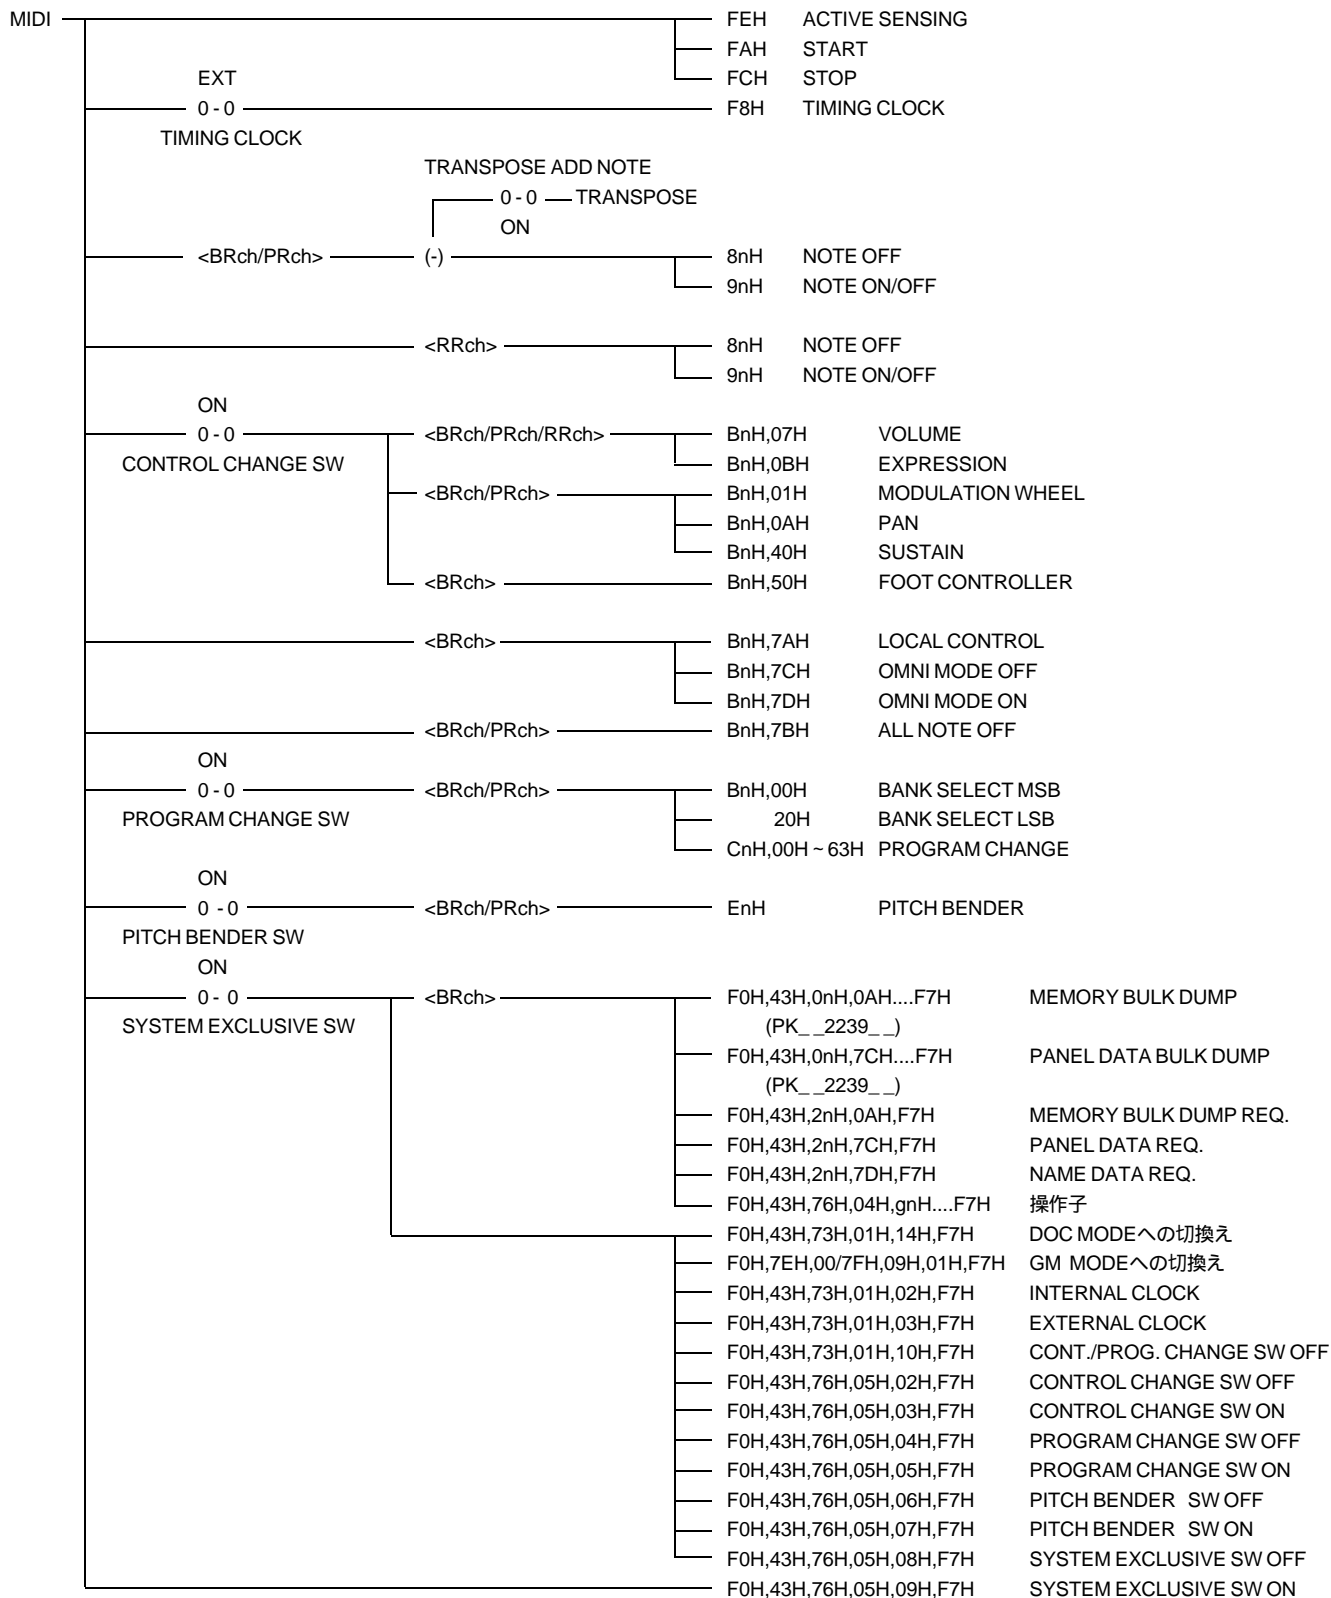 MIDI FEH ACTIVE SENSING
FAH START
EXT FCH STOP
0 - 0 F8H TIMING CLOCK
TIMING CLOCK
TRANSPOSE ADD NOTE
0 - 0 TRANSPOSE
ON
<BRch/PRch> (-) 8nH NOTE OFF
9nH NOTE ON/OFF
<RRch> 8nH NOTE OFF
9nH NOTE ON/OFF
ON
0 - 0 <BRch/PRch/RRch> BnH,07H VOLUME
CONTROL CHANGE SW BnH,0BH EXPRESSION
<BRch/PRch> BnH,01H MODULATION WHEEL
BnH,0AH PAN
BnH,40H SUSTAIN
<BRch> BnH,50H FOOT CONTROLLER
<BRch> BnH,7AH LOCAL CONTROL
BnH,7CH OMNI MODE OFF
BnH,7DH OMNI MODE ON
<BRch/PRch> BnH,7BH ALL NOTE OFF
ON
0 - 0 <BRch/PRch> BnH,00H BANK SELECT MSB
PROGRAM CHANGE SW 20H BANK SELECT LSB
CnH,00H ~ 63H PROGRAM CHANGE
ON
0 - 0 <BRch/PRch> EnH PITCH BENDER
PITCH BENDER SW
ON
0 - 0 <BRch> F0H,43H,0nH,0AH....F7H MEMORY BULK DUMP
SYSTEM EXCLUSIVE SW (PK_ _2239_ _)
F0H,43H,0nH,7CH....F7H PANEL DATA BULK DUMP
(PK_ _2239_ _)
F0H,43H,2nH,0AH,F7H MEMORY BULK DUMP REQ.
F0H,43H,2nH,7CH,F7H PANEL DATA REQ.
F0H,43H,2nH,7DH,F7H NAME DATA REQ.
F0H,43H,76H,04H,gnH....F7H 操作子
F0H,43H,73H,01H,14H,F7H DOC MODEへの切換え
F0H,7EH,00/7FH,09H,01H,F7H GM MODEへの切換え
F0H,43H,73H,01H,02H,F7H INTERNAL CLOCK
F0H,43H,73H,01H,03H,F7H EXTERNAL CLOCK
F0H,43H,73H,01H,10H,F7H CONT./PROG. CHANGE SW OFF
F0H,43H,76H,05H,02H,F7H CONTROL CHANGE SW OFF
F0H,43H,76H,05H,03H,F7H CONTROL CHANGE SW ON
F0H,43H,76H,05H,04H,F7H PROGRAM CHANGE SW OFF
F0H,43H,76H,05H,05H,F7H PROGRAM CHANGE SW ON
F0H,43H,76H,05H,06H,F7H PITCH BENDER SW OFF
F0H,43H,76H,05H,07H,F7H PITCH BENDER SW ON
F0H,43H,76H,05H,08H,F7H SYSTEM EXCLUSIVE SW OFF
F0H,43H,76H,05H,09H,F7H SYSTEM EXCLUSIVE SW ON